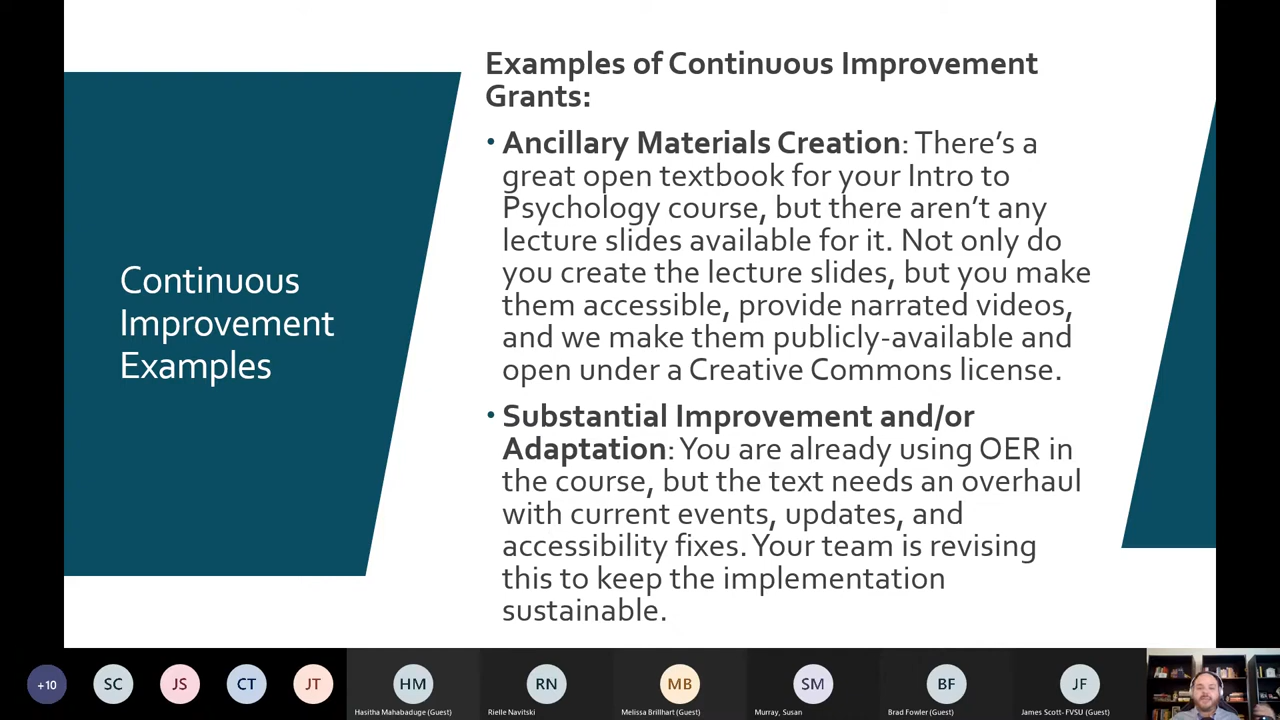 Continuous
Improvement
Examples
Examples of Continuous Improvement
Grants:
• Ancillary Materials Creation: There’s a
great open textbook for your Intro to
Psychology course, but there aren’t any
lecture slides available for it. Not only do
you create the lecture slides, but you make
them accessible, provide narrated videos,
and we make them publicly-available and
open under a Creative Commons license.
• Substantial Improvement and/or
Adaptation: You are already using OER in
the course, but the text needs an overhaul
with current events, updates, and
accessibility fixes. Your team is revising
this to keep the implementation
sustainable.
+10
SC
JS
CT
JT
HM
Hasitha Mahabaduge (Guest)
RN
Rielle Navitski
MB
Melissa Brillhart (Guest)
SM
Murray, Susan
BF
Brad Fowler (Guest)
JF
James Scott- FVSU (Guest)